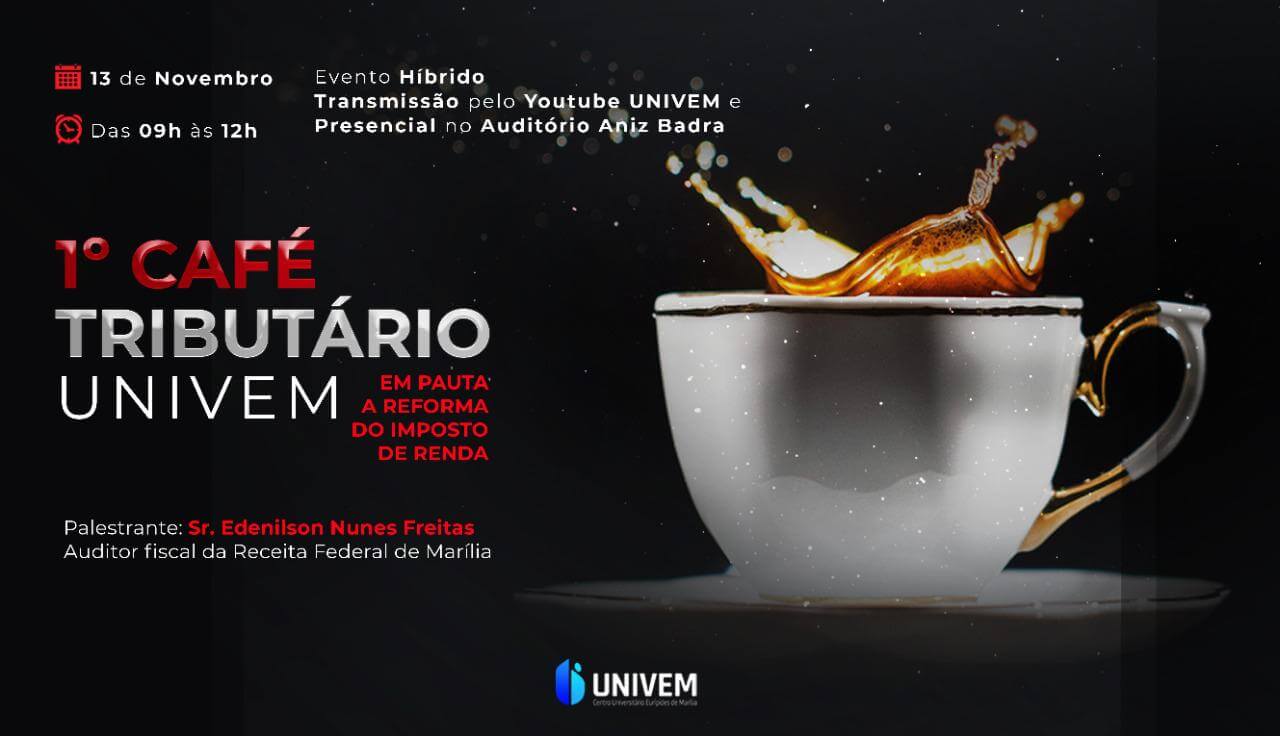 13 de Novembro
Das 09h às 12h
Evento Híbrido
Transmissão pelo Youtube UNIVEM e
Presencial no Auditório Aniz Badra
1º CAFÉ
TRIBUTÁRIO
UNIVEM
EM PAUTA
A REFORMA
DO IMPOSTO
DE RENDA
Palestrante: Sr. Edenilson Nunes Freitas
Auditor fiscal da Receita Federal de Marília
UNIVEM
Centro Universitário Eurípides de Marília